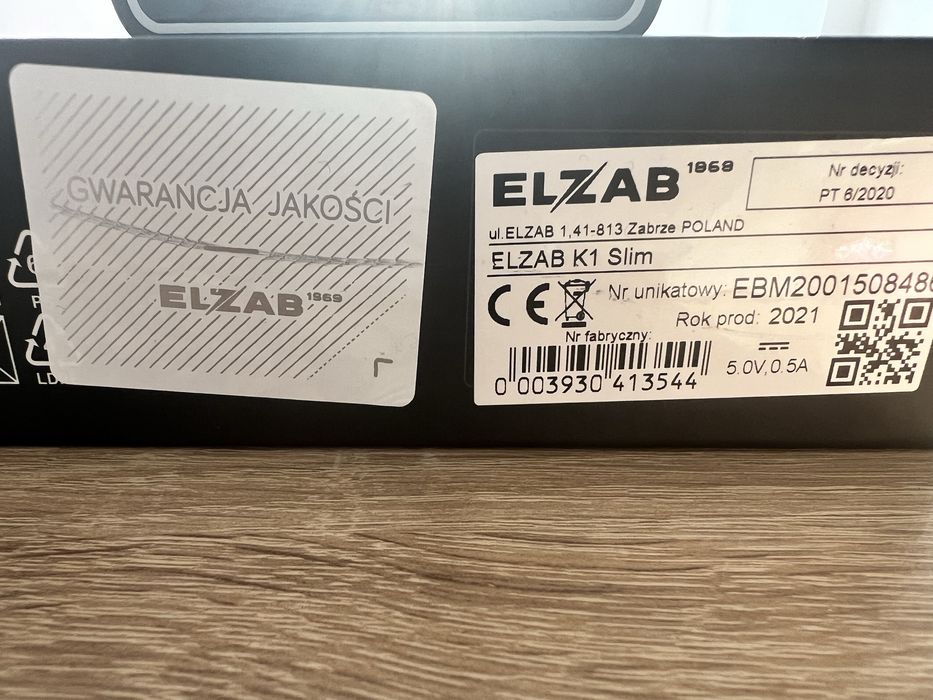 GWARANCJA JAKOŚCI
ELZAB 1969
ELZAB 1969
Nr decyzji:
PT 6/2020
ul.ELZAB 1,41-813 Zabrze POLAND
ELZAB K1 Slim
CE
Nr unikatowy: EBM200150848
Rok prod: 2021
Nr fabryczny:
0 003930 413544
5.0V,0.5A